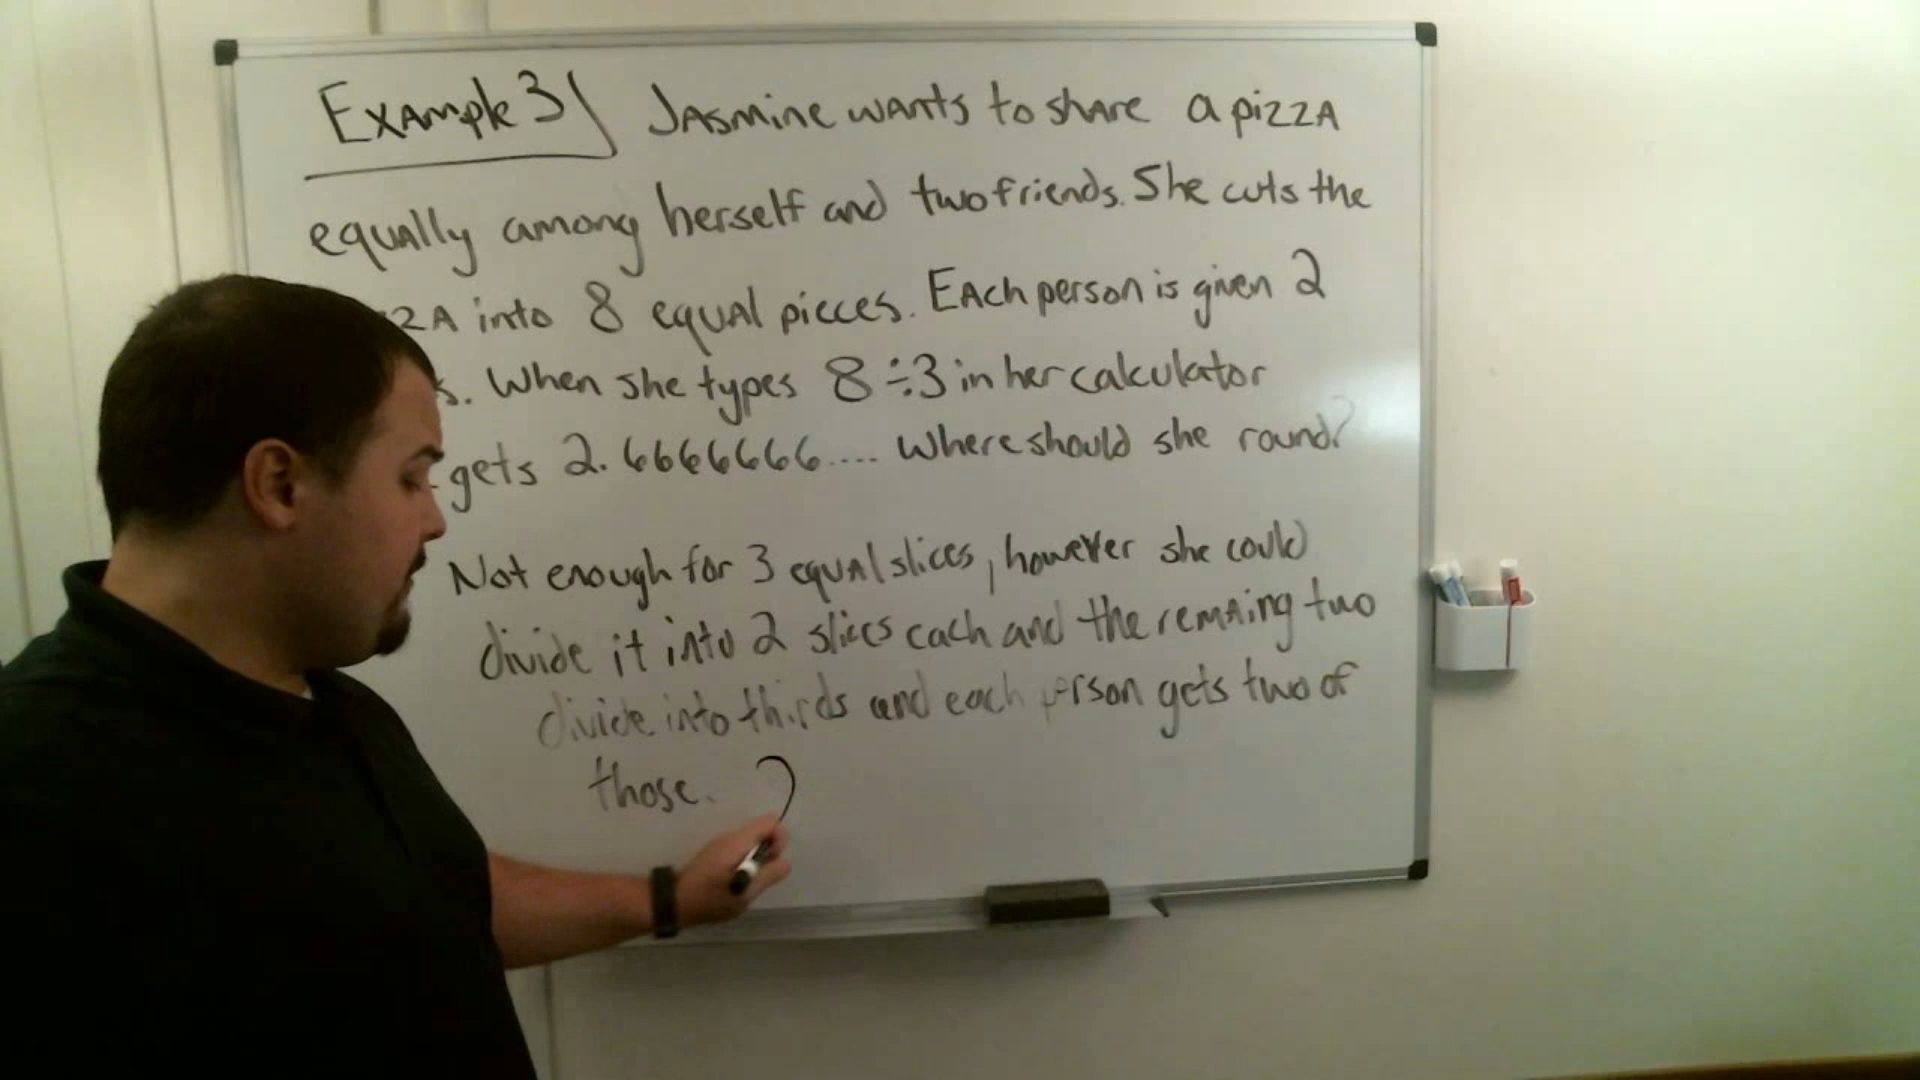 Example 3) Jasmine wants to share a pizza
equally among herself and two friends. She cuts the
zza into 8 equal pieces. Each person is given 2
s. When she types 8÷3 in her calculator
gets 2.6666666.... Where should she round?
Not enough for 3 equal slices, however she could
divide it into 2 slices each and the remaing two
divide into thirds and each person gets two of
those.